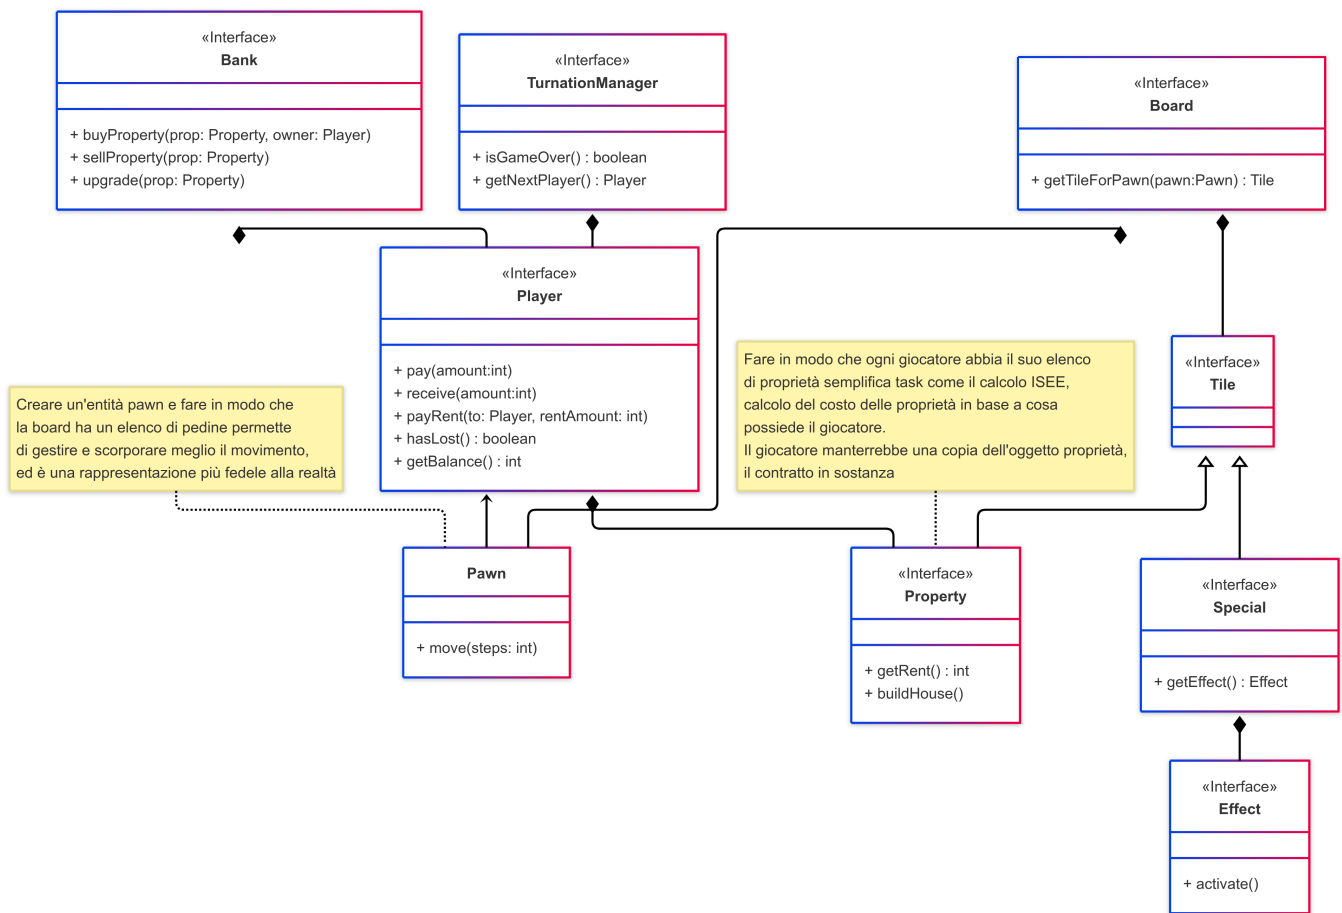 «Interface»
Bank
+ buyProperty(prop: Property, owner: Player)
+ sellProperty(prop: Property)
+ upgrade(prop: Property)
«Interface»
TurnationManager
+ isGameOver() : boolean
+ getNextPlayer() : Player
«Interface»
Board
+ getTileForPawn(pawn:Pawn) : Tile
«Interface»
Player
+ pay(amount:int)
+ receive(amount:int)
+ payRent(to: Player, rentAmount: int)
+ hasLost() : boolean
+ getBalance() : int
Fare in modo che ogni giocatore abbia il suo elenco
di proprietà semplifica task come il calcolo ISEE,
calcolo del costo delle proprietà in base a cosa
possiede il giocatore.
Il giocatore manterrebbe una copia dell'oggetto proprietà,
il contratto in sostanza
«Interface»
Tile
Creare un'entità pawn e fare in modo che
la board ha un elenco di pedine permette
di gestire e scorporare meglio il movimento,
ed è una rappresentazione più fedele alla realtà
Pawn
+ move(steps: int)
«Interface»
Property
+ getRent() : int
+ buildHouse()
«Interface»
Special
+ getEffect() : Effect
«Interface»
Effect
+ activate()